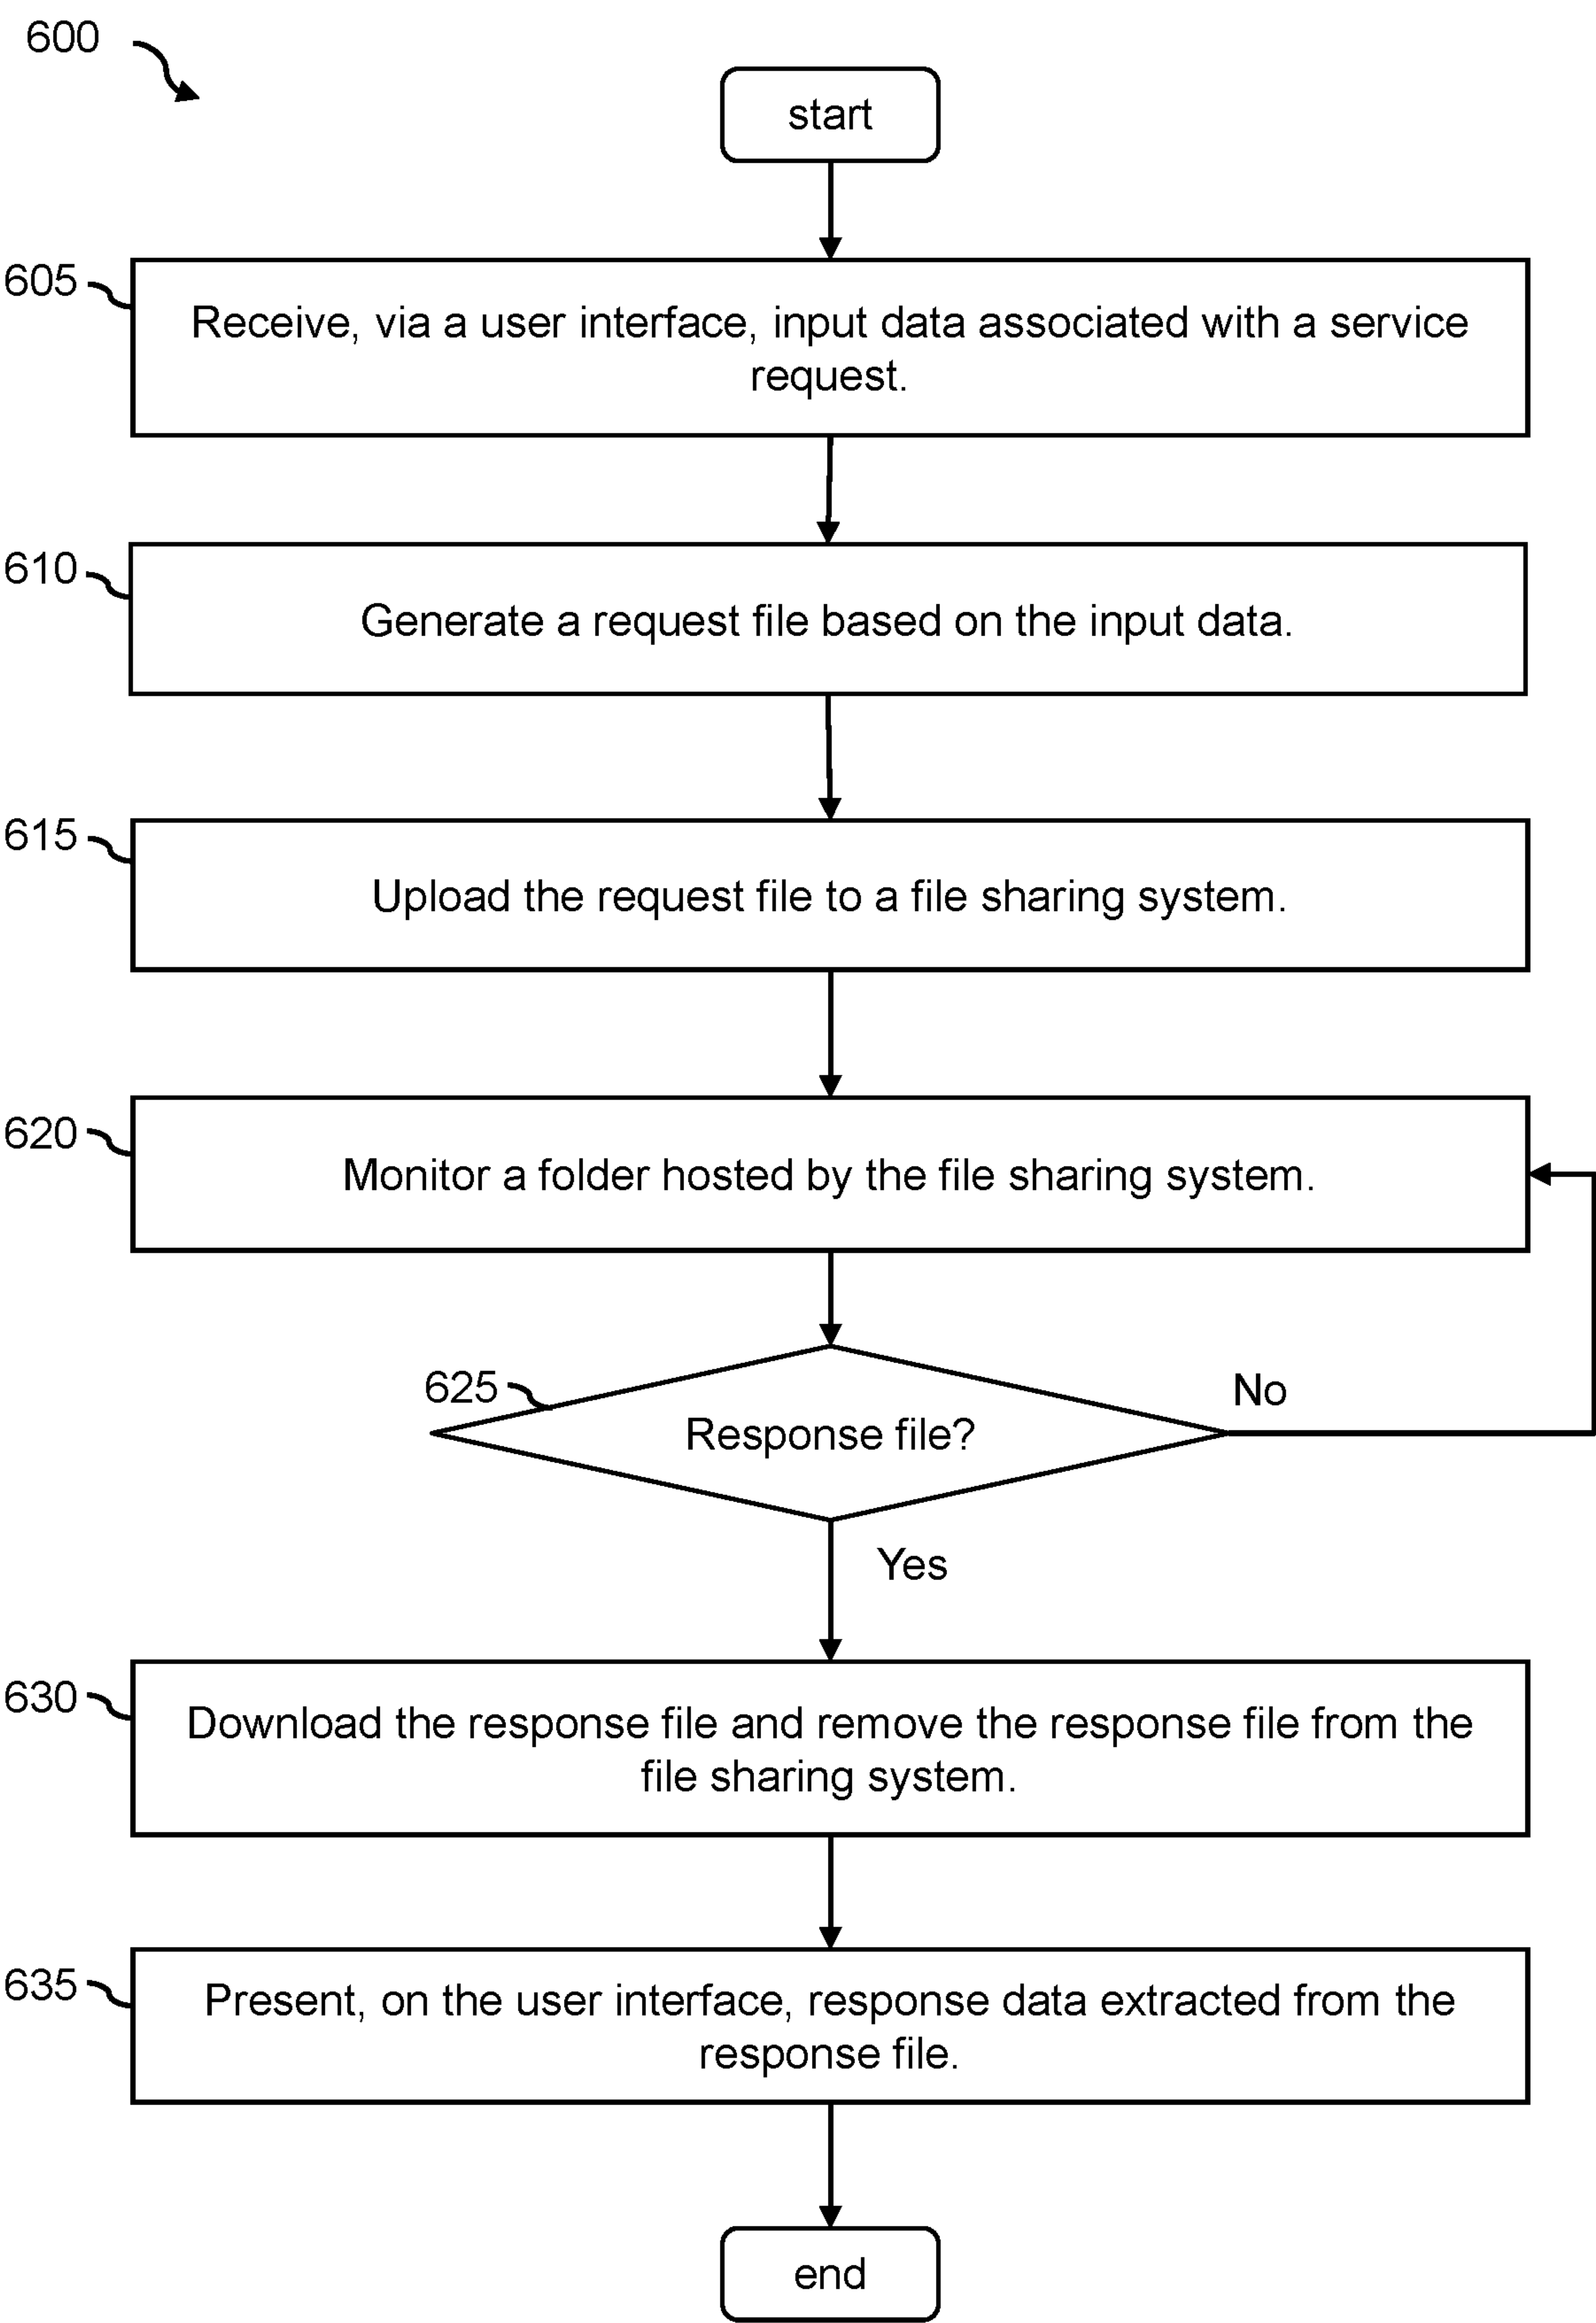 600
start
605
Receive, via a user interface, input data associated with a service
request.
610
Generate a request file based on the input data.
615
Upload the request file to a file sharing system.
620
Monitor a folder hosted by the file sharing system.
625
Response file?
No
Yes
630
Download the response file and remove the response file from the
file sharing system.
635
Present, on the user interface, response data extracted from the
response file.
end